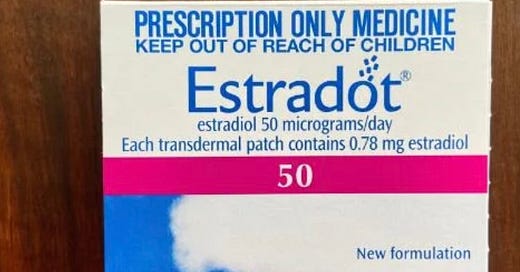 PRESCRIPTION ONLY MEDICINE
KEEP OUT OF REACH OF CHILDREN
Estradot®
estradiol 50 micrograms/day
Each transdermal patch contains 0.78 mg estradiol
50
New formulation